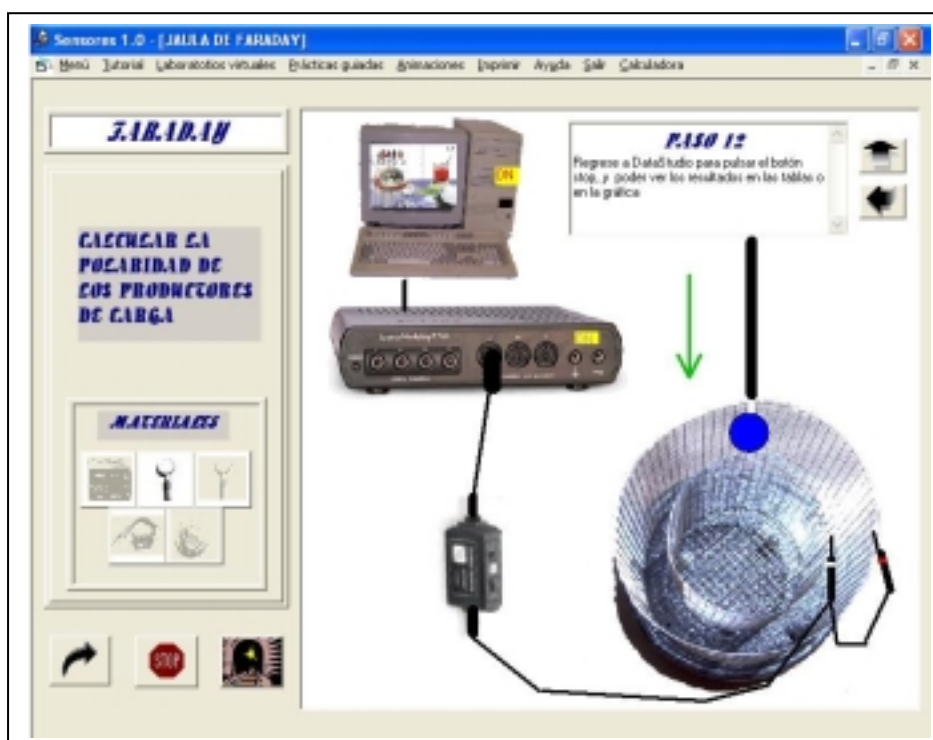 Sensores 1.0 - [JAULA DE FARADAY]
Menú Tutorial Laboratotios virtuales Prácticas guiadas Animaciones Imprimir Ayuda Salir Calculadora
FARADAY
CALCULAR LA
POLARIDAD DE
LOS PRODUCTORES
DE CARGA
MATERIALES
STOP
ON
PASO 12
Regrese a DataStudio para pulsar el botón
stop, y poder ver los resultados en las tablas o
en la gráfica